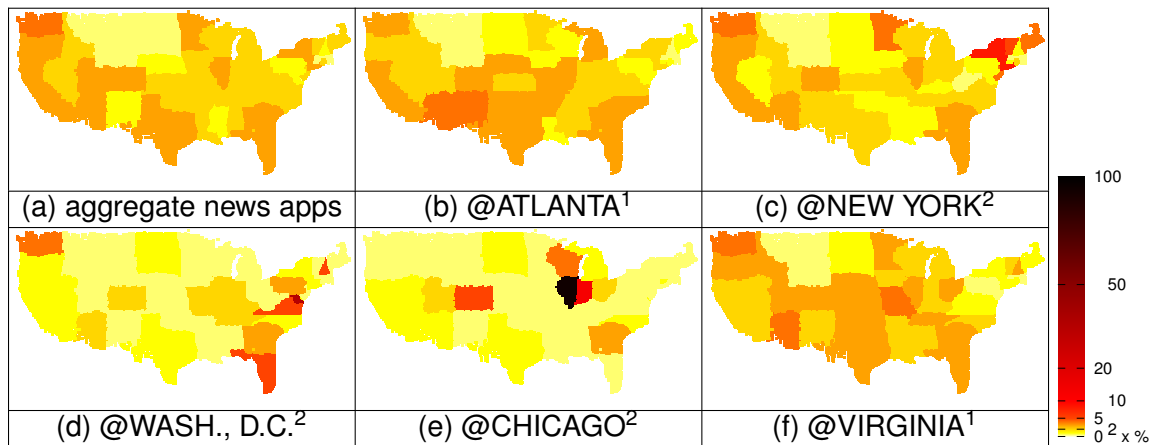 (a) aggregate news apps
(b) @ATLANTA¹
(c) @NEW YORK²
(d) @WASH., D.C.²
(e) @CHICAGO²
(f) @VIRGINIA¹
100
50
20
10
5
2
0 x %